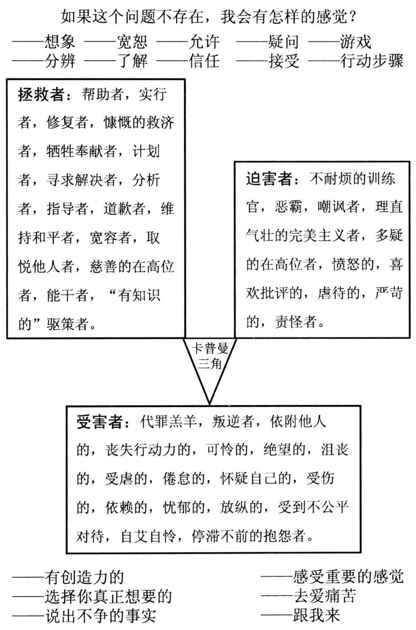 如果这个问题不存在，我会有怎样的感觉？
——想象 ——宽恕 ——允许 ——疑问 ——游戏
——分辨 ——了解 ——信任 ——接受 ——行动步骤
拯救者：帮助者，实行
者，修复者，慷慨的救济
者，牺牲奉献者，计划
者，寻求解决者，分析
者，指导者，道歉者，维
持和平者，宽容者，取
悦他人者，慈善的在高位
者，能干者，“有知识
的”驱策者。
迫害者：不耐烦的训练
官，恶霸，嘲讽者，理直
气壮的完美主义者，多疑
的在高位者，愤怒的，喜
欢批评的，虐待的，严苛
的，责怪者。
卡普曼
三角
受害者：代罪羔羊，叛逆者，依附他人
的，丧失行动力的，可怜的，绝望的，沮丧
的，受虐的，倦怠的，怀疑自己的，受伤
的，依赖的，忧郁的，放纵的，受到不公平
对待，自艾自怜，停滞不前的抱怨者。
——有创造力的 ——感受重要的感觉
——选择你真正想要的 ——去爱痛苦
——说出不争的事实 ——跟我来